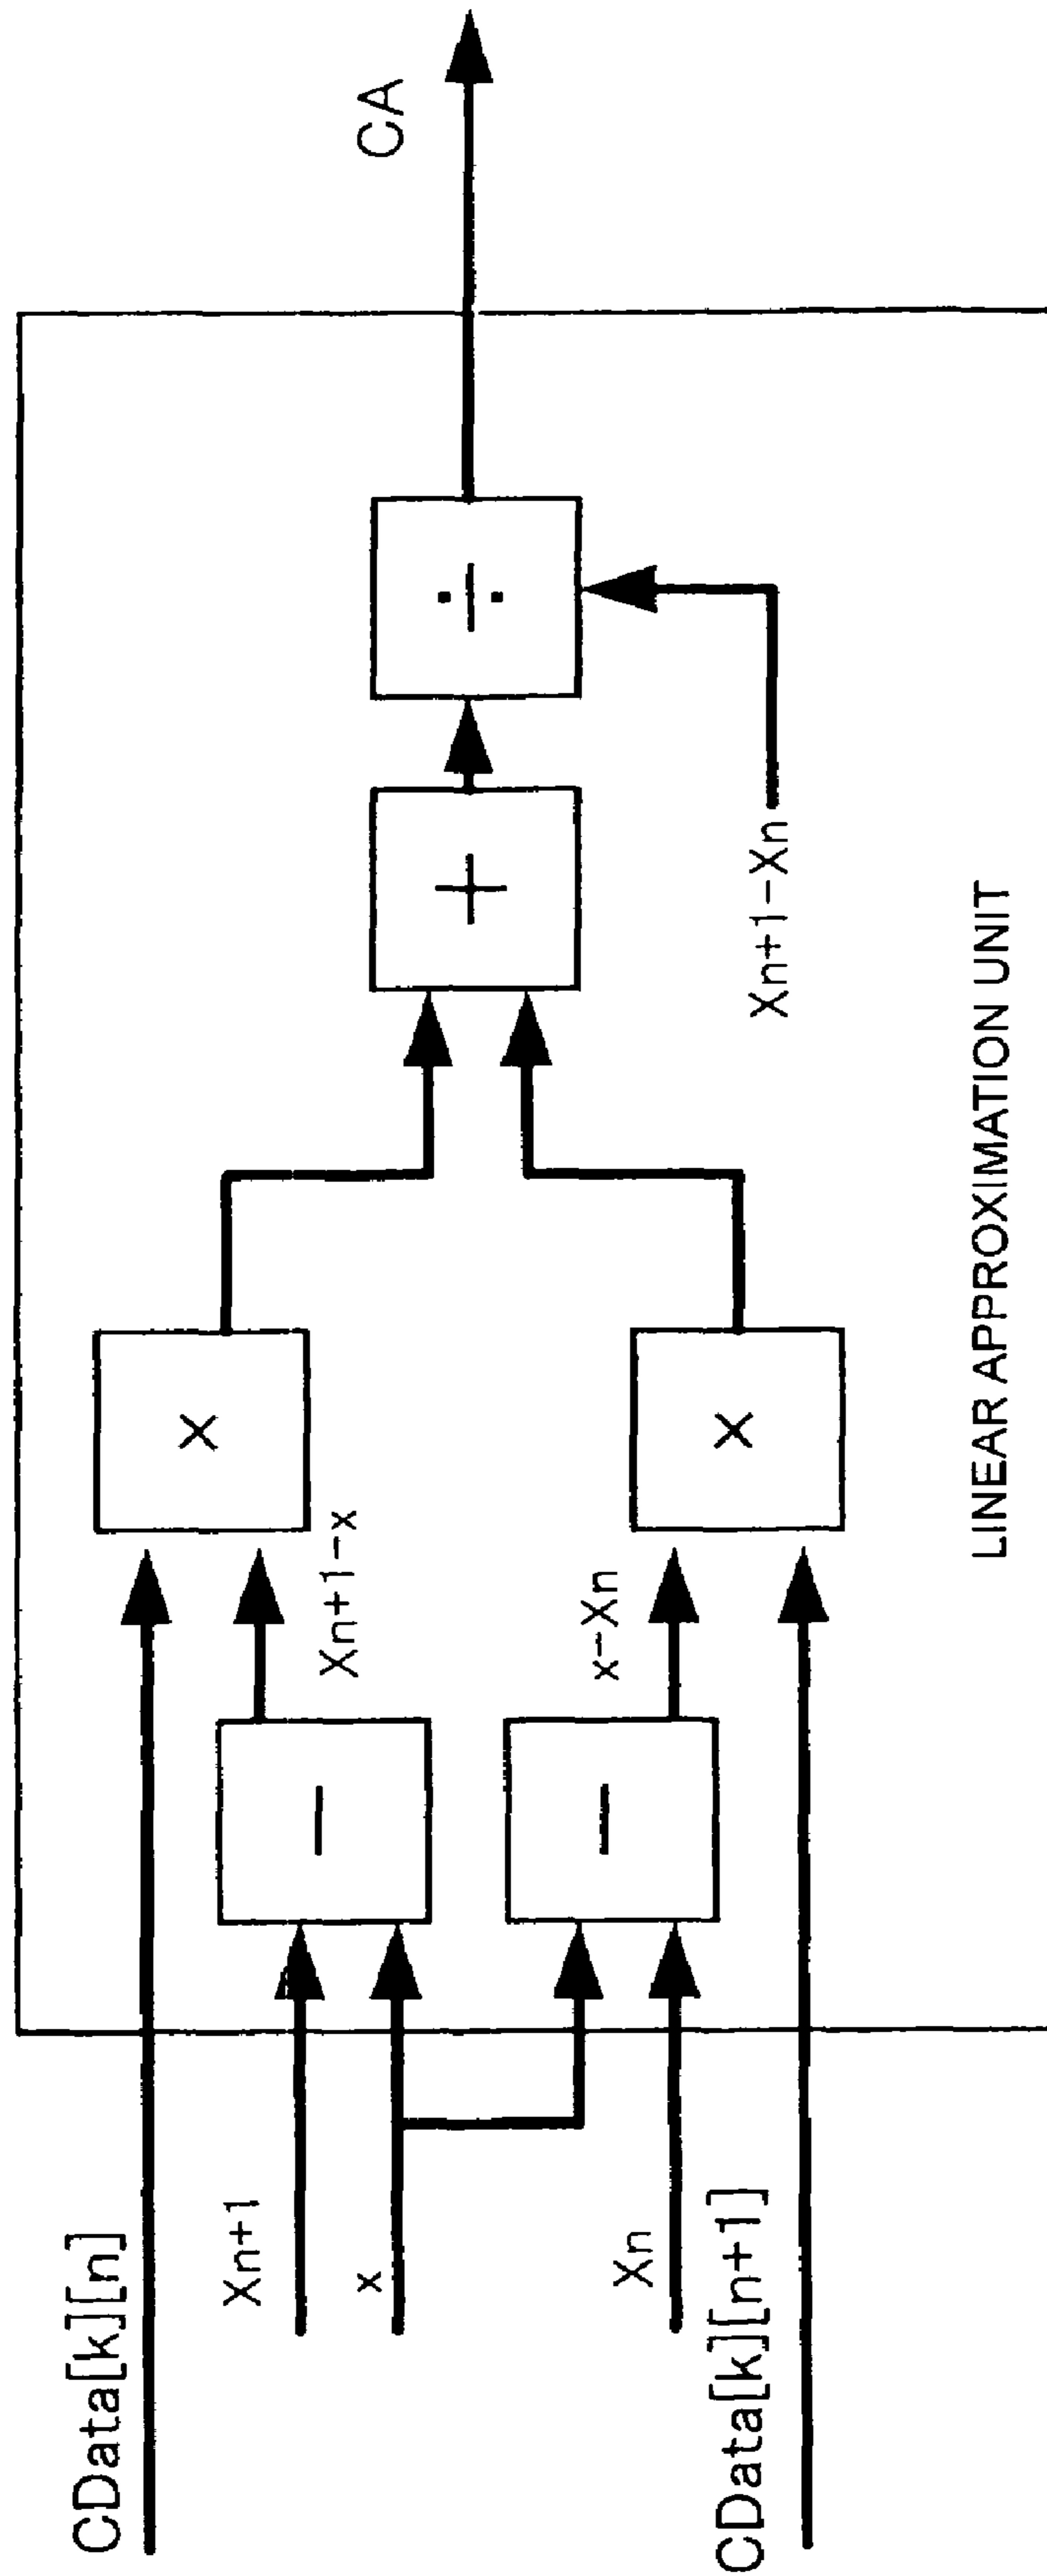 CData[k][n]
Xn+1
x
Xn
CData[k][n+1]
−
−
Xn+1−x
x−Xn
×
×
+
Xn+1−Xn
÷
CA
LINEAR APPROXIMATION UNIT